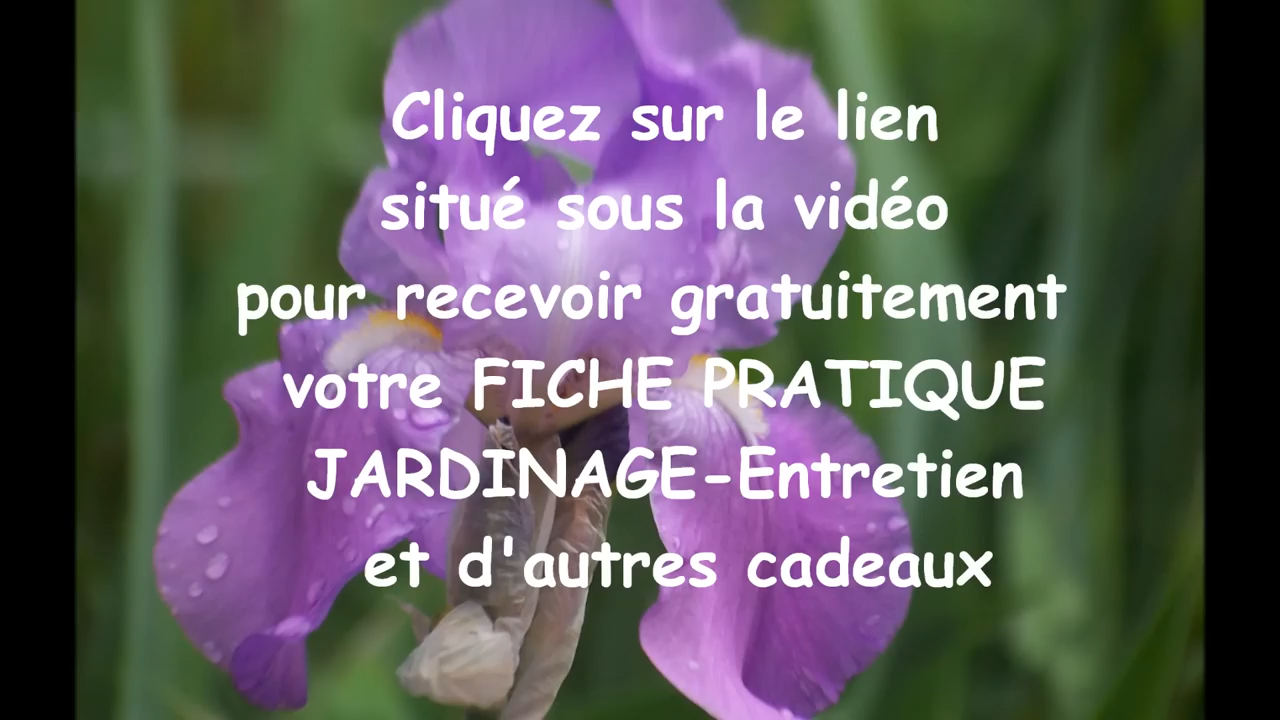 Cliquez sur le lien
situé sous la vidéo
pour recevoir gratuitement
votre FICHE PRATIQUE
JARDINAGE-Entretien
et d'autres cadeaux